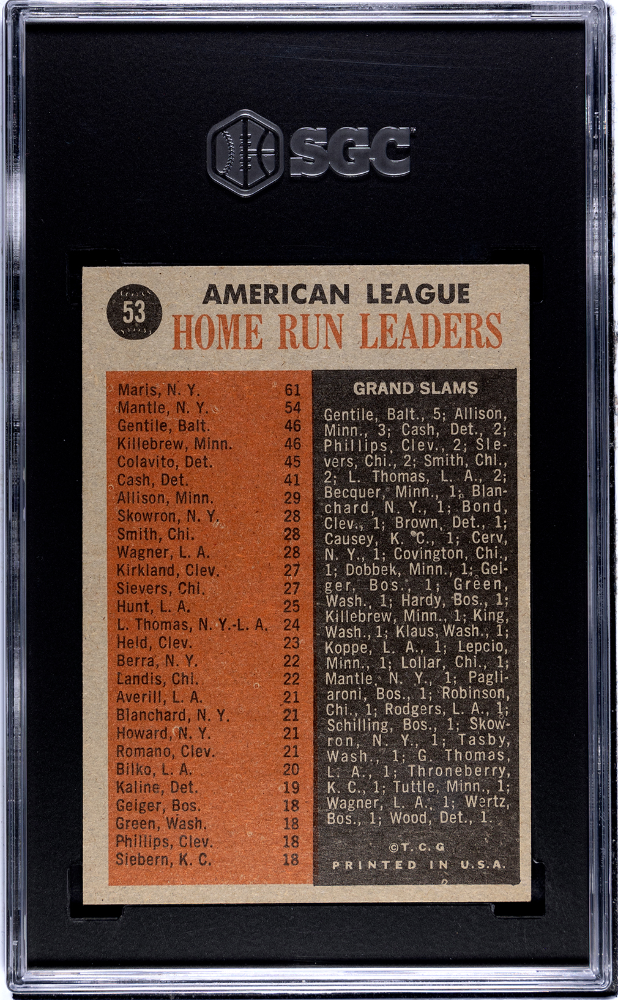 SGC
53
AMERICAN LEAGUE
HOME RUN LEADERS
Maris, N. Y. 61
Mantle, N. Y. 54
Gentile, Balt. 46
Killebrew, Minn. 46
Colavito, Det. 45
Cash, Det. 41
Allison, Minn. 29
Skowron, N. Y. 28
Smith, Chi. 28
Wagner, L. A. 28
Kirkland, Clev. 27
Sievers, Chi. 27
Hunt, L. A. 25
L. Thomas, N. Y.-L. A. 24
Held, Clev. 23
Berra, N. Y. 22
Landis, Chi. 22
Averill, L. A. 21
Blanchard, N. Y. 21
Howard, N. Y. 21
Romano, Clev. 21
Bilko, L. A. 20
Kaline, Det. 19
Geiger, Bos. 18
Green, Wash. 18
Phillips, Clev. 18
Siebern, K. C. 18
GRAND SLAMS
Gentile, Balt., 5; Allison,
Minn., 3; Cash, Det., 2;
Phillips, Clev., 2; Sie-
vers, Chi., 2; Smith, Chi.,
2; L. Thomas, L. A., 2;
Becquer, Minn., 1; Blan-
chard, N. Y., 1; Bond,
Clev., 1; Brown, Det., 1;
Causey, K. C., 1; Cerv,
N. Y., 1; Covington, Chi.,
1; Dobbek, Minn., 1; Gei-
ger, Bos., 1; Green,
Wash., 1; Hardy, Bos., 1;
Killebrew, Minn., 1; King,
Wash., 1; Klaus, Wash., 1;
Koppe, L. A., 1; Lepcio,
Minn., 1; Lollar, Chi., 1;
Mantle, N. Y., 1; Pagli-
aroni, Bos., 1; Robinson,
Chi., 1; Rodgers, L. A., 1;
Schilling, Bos., 1; Skow-
ron, N. Y., 1; Tasby,
Wash., 1; G. Thomas,
L. A., 1; Throneberry,
K. C., 1; Tuttle, Minn., 1;
Wagner, L. A., 1; Wertz,
Bos., 1; Wood, Det., 1.
©T. C. G
PRINTED IN U.S.A.